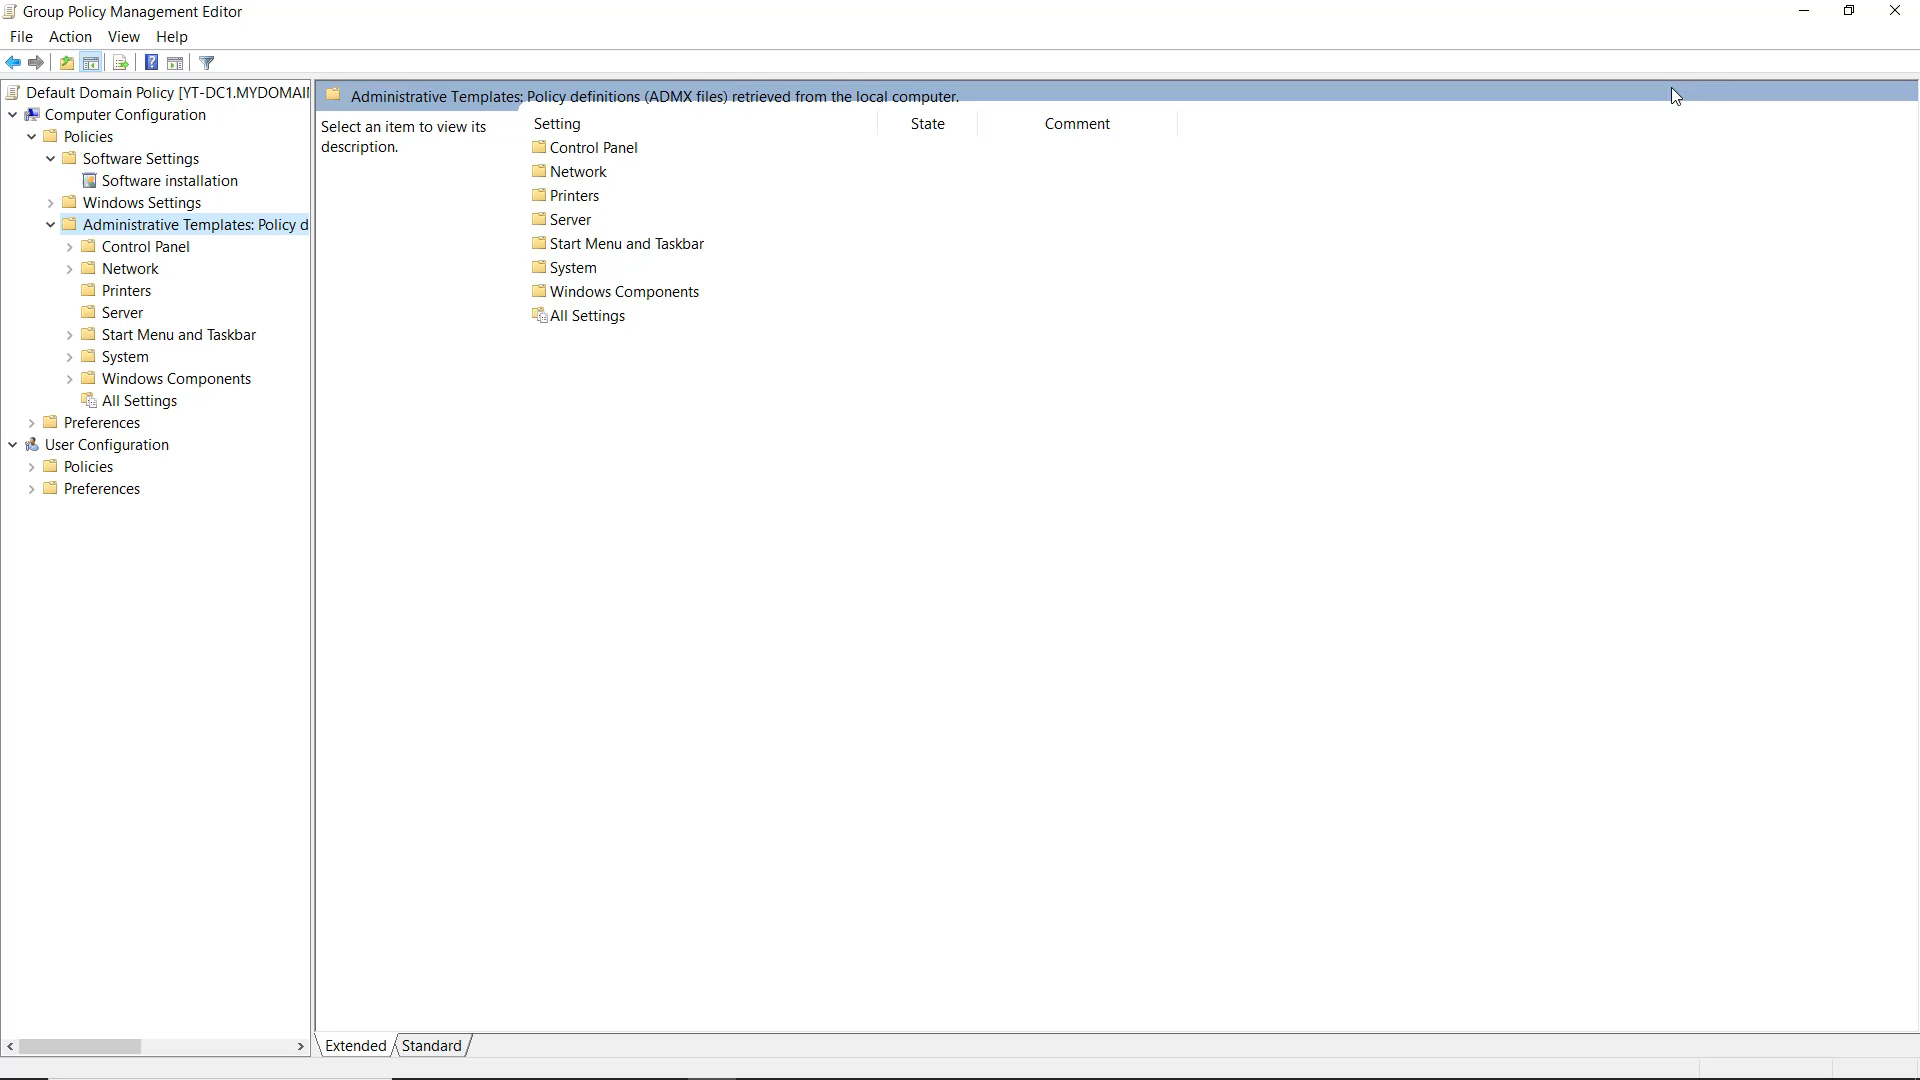 Group Policy Management Editor
File Action View Help
Default Domain Policy [YT-DC1.MYDOMAI
Computer Configuration
Policies
Software Settings
Software installation
Windows Settings
Administrative Templates: Policy d
Control Panel
Network
Printers
Server
Start Menu and Taskbar
System
Windows Components
All Settings
Preferences
User Configuration
Policies
Preferences
Administrative Templates: Policy definitions (ADMX files) retrieved from the local computer.
Select an item to view its
description.
Setting State Comment
Control Panel
Network
Printers
Server
Start Menu and Taskbar
System
Windows Components
All Settings
Extended Standard